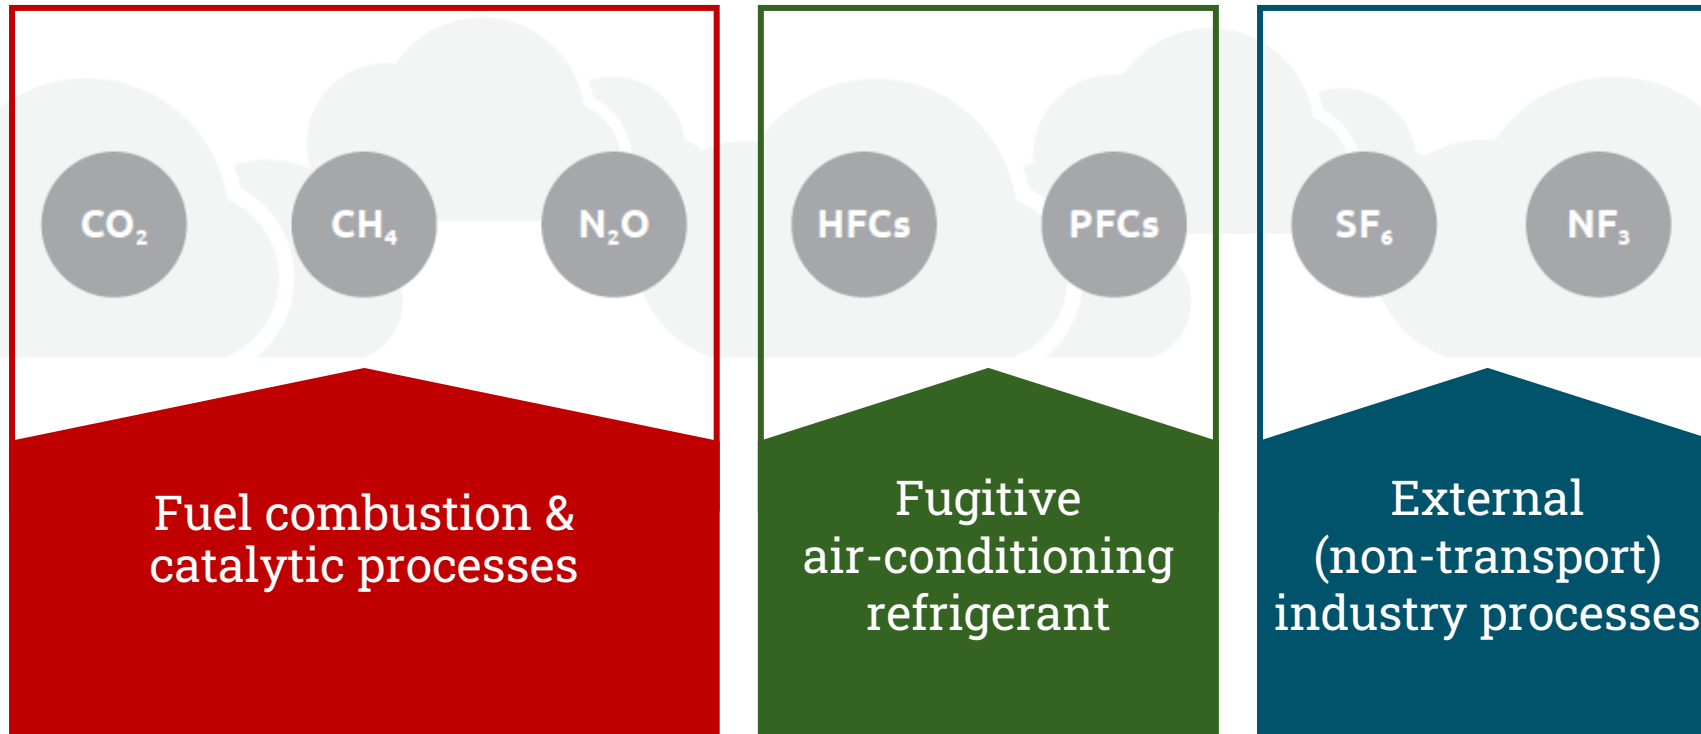 CO₂ CH₄ N₂O HFCs PFCs SF₆ NF₃
Fuel combustion &
catalytic processes
Fugitive
air-conditioning
refrigerant
External
(non-transport)
industry processes